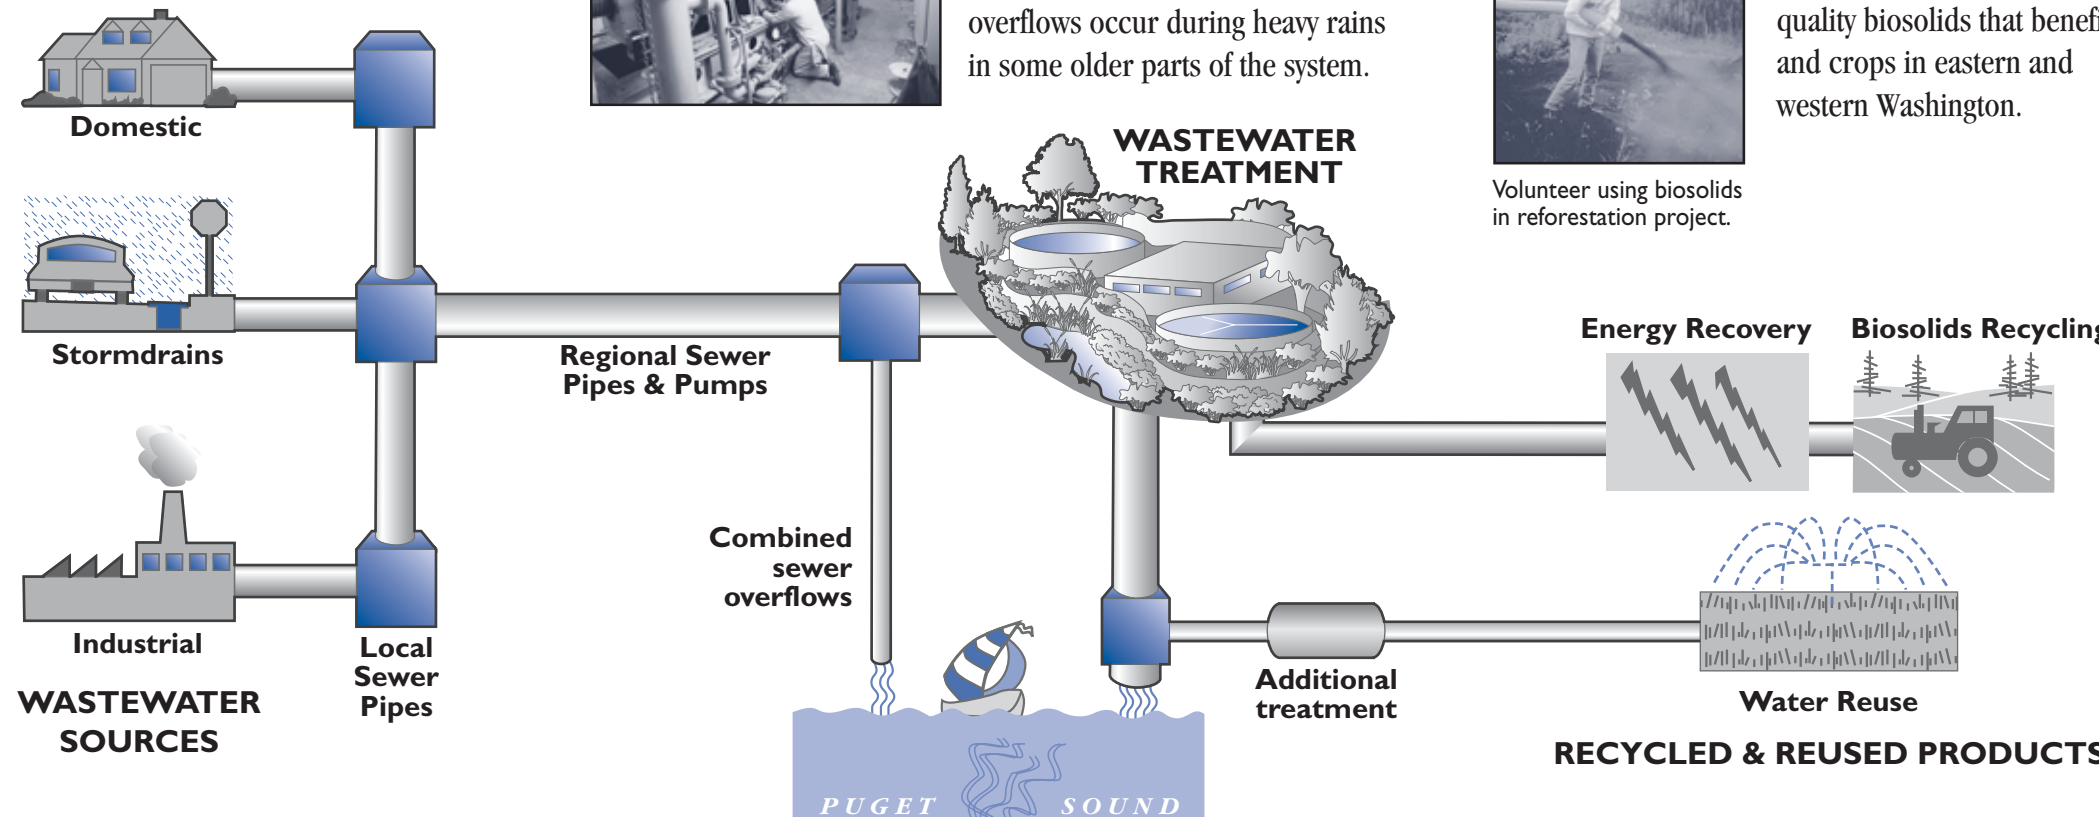 overflows occur during heavy rains
in some older parts of the system.
quality biosolids that
and crops in eastern and
western Washington.
Volunteer using biosolids
in reforestation project.
Domestic
Stormdrains
Industrial
WASTEWATER
SOURCES
Local
Sewer
Pipes
Regional Sewer
Pipes & Pumps
Combined
sewer
overflows
WASTEWATER
TREATMENT
PUGET SOUND
Additional
treatment
Energy Recovery
Biosolids Recycling
Water Reuse
RECYCLED & REUSED PRODUCTS